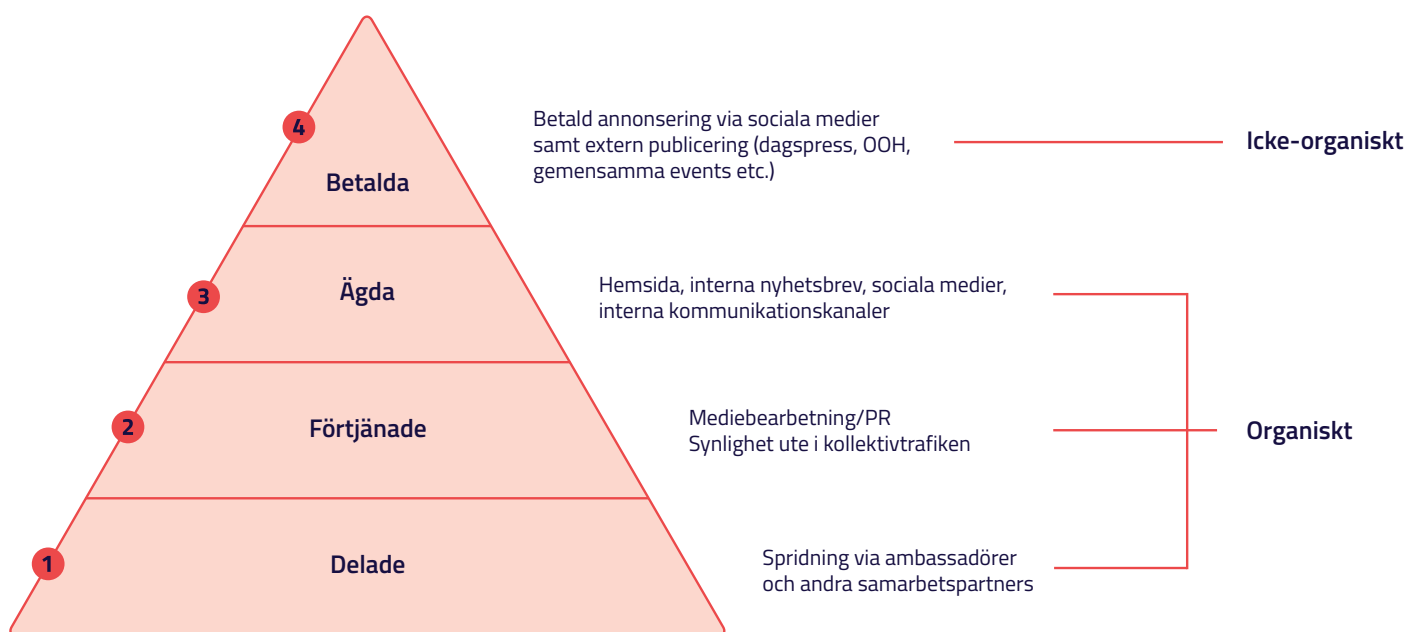 4
Betalda
Betald annonsering via sociala medier
samt extern publicering (dagspress, OOH,
gemensamma events etc.)
Icke-organiskt
3
Ägda
Hemsida, interna nyhetsbrev, sociala medier,
interna kommunikationskanaler
2
Förtjänade
Mediebearbetning/PR
Synlighet ute i kollektivtrafiken
Organiskt
1
Delade
Spridning via ambassadörer
och andra samarbetspartners